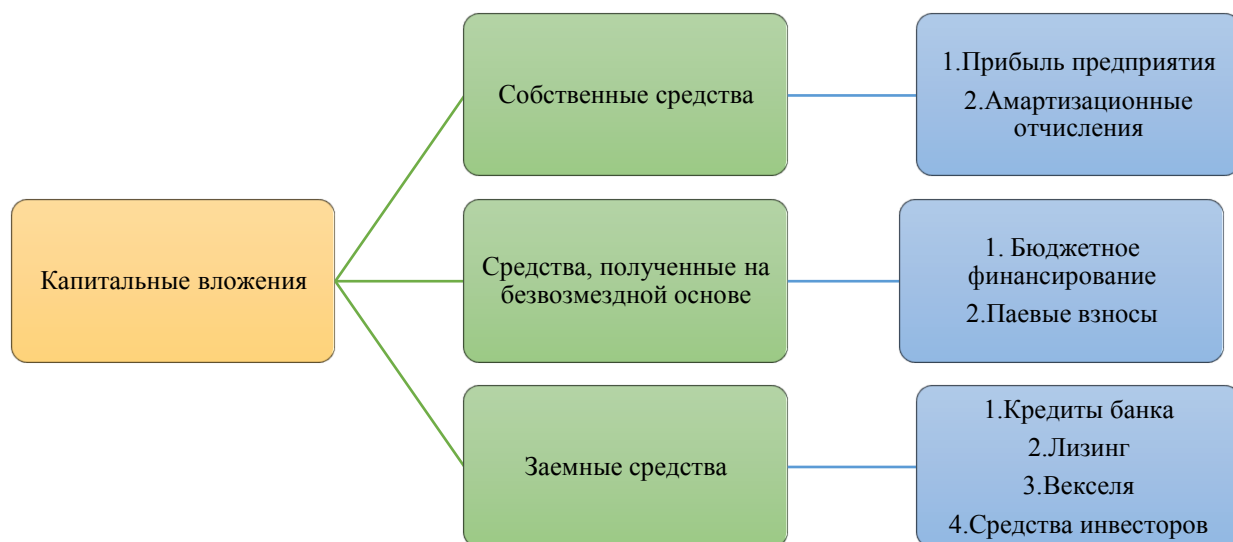 Капитальные вложения
Собственные средства
1.Прибыль предприятия
2.Амартизационные
отчисления
Средства, полученные на
безвозмездной основе
1. Бюджетное
финансирование
2.Паевые взносы
Заемные средства
1.Кредиты банка
2.Лизинг
3.Векселя
4.Средства инвесторов